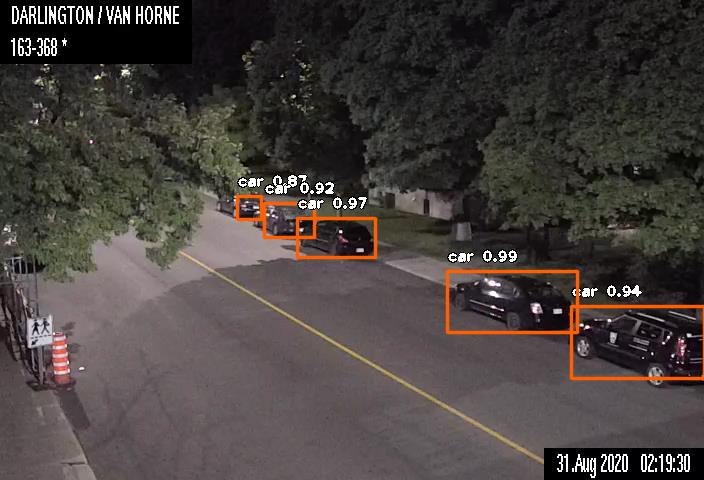 DARLINGTON / VAN HORNE
163-368 *
car 0.87
car 0.92
car 0.97
car 0.99
car 0.94
31.Aug 2020 02:19:30